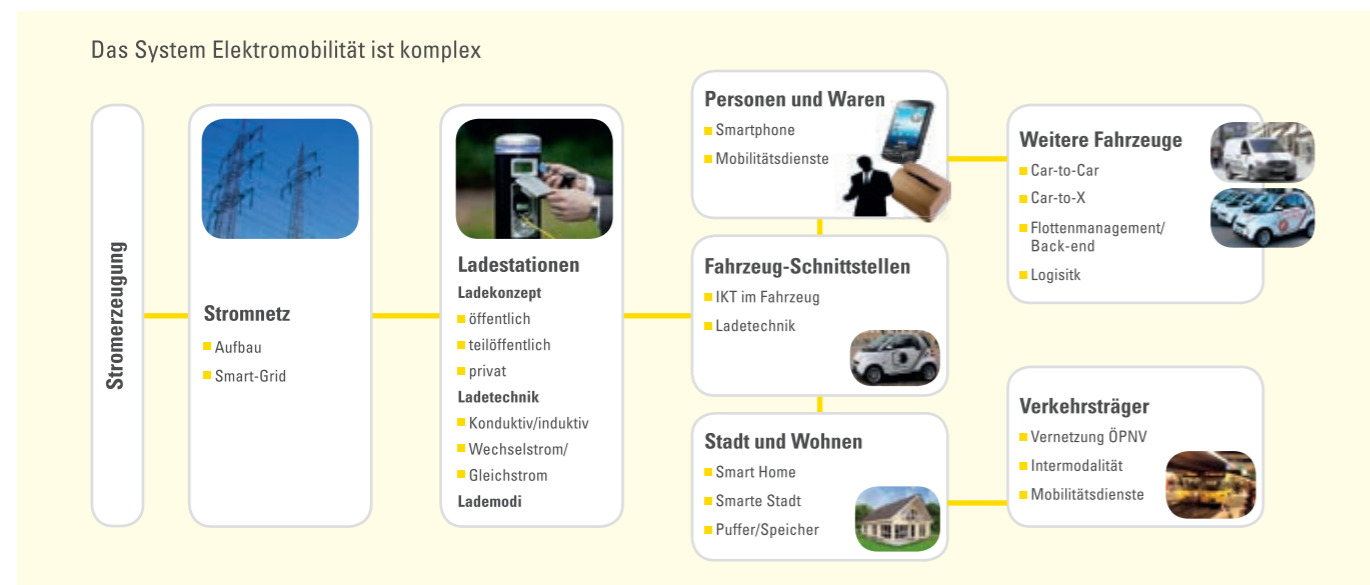 Das System Elektromobilität ist komplex
Stromerzeugung
Stromnetz
Aufbau
Smart-Grid
Ladestationen
Ladekonzept
öffentlich
teilöffentlich
privat
Ladetechnik
Konduktiv/induktiv
Wechselstrom/
Gleichstrom
Lademodi
Personen und Waren
Smartphone
Mobilitätsdienste
Fahrzeug-Schnittstellen
IKT im Fahrzeug
Ladetechnik
Stadt und Wohnen
Smart Home
Smarte Stadt
Puffer/Speicher
Weitere Fahrzeuge
Car-to-Car
Car-to-X
Flottenmanagement/
Back-end
Logisitk
Verkehrsträger
Vernetzung ÖPNV
Intermodalität
Mobilitätsdienste